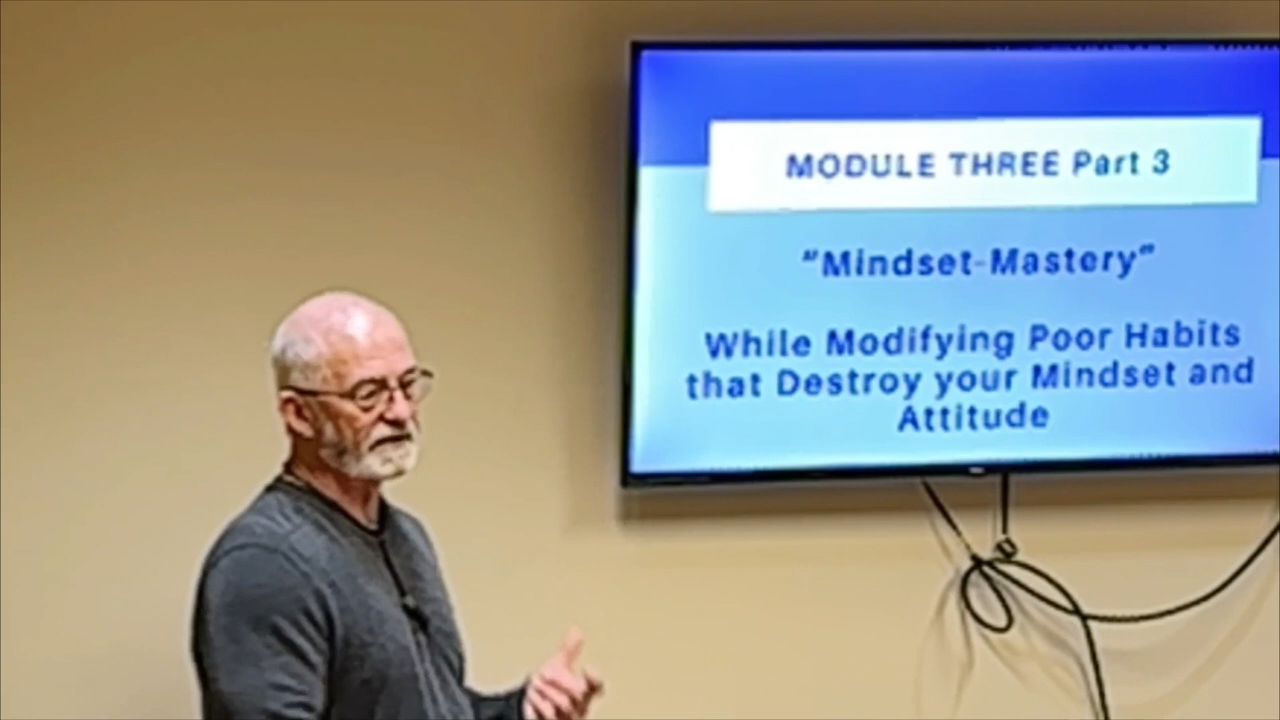 MODULE THREE Part 3
“Mindset-Mastery”
While Modifying Poor Habits
that Destroy your Mindset and
Attitude